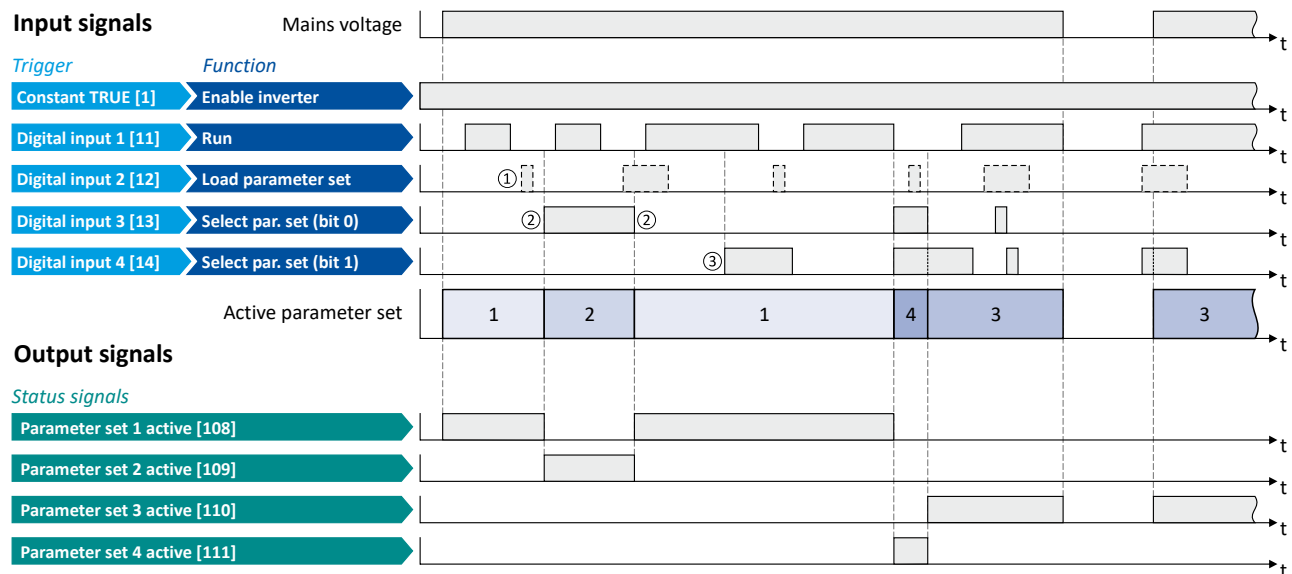 Input signals
Mains voltage
t
Trigger Function
Constant TRUE [1] Enable inverter
t
Digital input 1 [11] Run
t
Digital input 2 [12] Load parameter set ①
t
Digital input 3 [13] Select par. set (bit 0) ② ②
t
Digital input 4 [14] Select par. set (bit 1) ③
t
Active parameter set 1 2 1 4 3 3
t
Output signals
Status signals
Parameter set 1 active [108]
t
Parameter set 2 active [109]
t
Parameter set 3 active [110]
t
Parameter set 4 active [111]
t